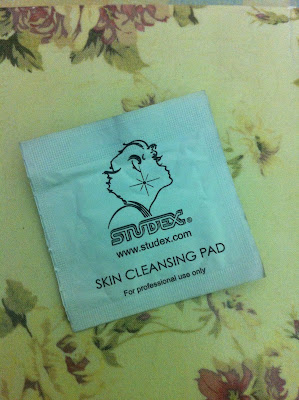 STUDEX®
www.studex.com
SKIN CLEANSING PAD
For professional use only